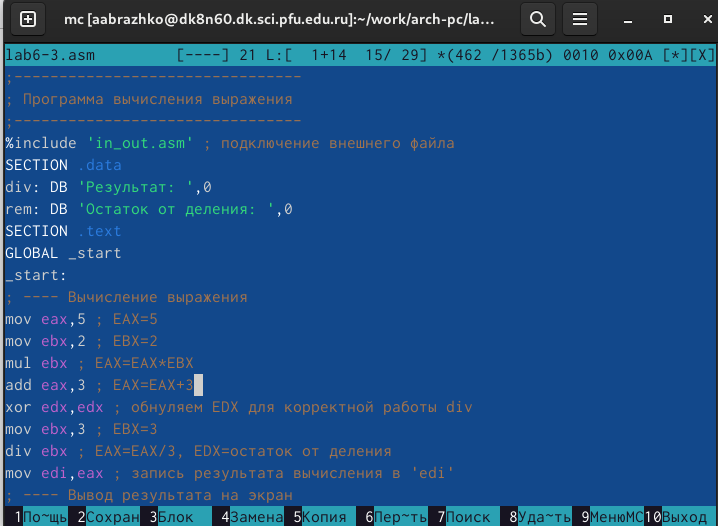 mc [aabrazhko@dk8n60.dk.sci.pfu.edu.ru]:~/work/arch-pc/la...
lab6-3.asm [----] 21 L:[ 1+14 15/ 29] *(462 /1365b) 0010 0x00A [*][X]
;--------------------------------
; Программа вычисления выражения
;--------------------------------
%include 'in_out.asm' ; подключение внешнего файла
SECTION .data
div: DB 'Результат: ',0
rem: DB 'Остаток от деления: ',0
SECTION .text
GLOBAL _start
_start:
; ---- Вычисление выражения
mov eax,5 ; EAX=5
mov ebx,2 ; EBX=2
mul ebx ; EAX=EAX*EBX
add eax,3 ; EAX=EAX+3
xor edx,edx ; обнуляем EDX для корректной работы div
mov ebx,3 ; EBX=3
div ebx ; EAX=EAX/3, EDX=остаток от деления
mov edi,eax ; запись результата вычисления в 'edi'
; ---- Вывод результата на экран
1По~щь 2Сохран 3Блок 4Замена 5Копия 6Пер~ть 7Поиск 8Уда~ть 9МенюMC 10Выход